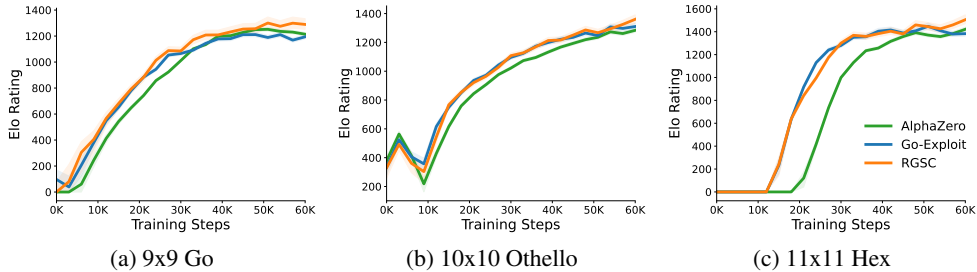 1400
1200
1000
800
600
400
200
0
Elo Rating
0K 10K 20K 30K 40K 50K 60K
Training Steps
(a) 9x9 Go
1400
1200
1000
800
600
400
200
Elo Rating
0K 10K 20K 30K 40K 50K 60K
Training Steps
(b) 10x10 Othello
1600
1400
1200
1000
800
600
400
200
0
Elo Rating
AlphaZero
Go-Exploit
RGSC
0K 10K 20K 30K 40K 50K 60K
Training Steps
(c) 11x11 Hex